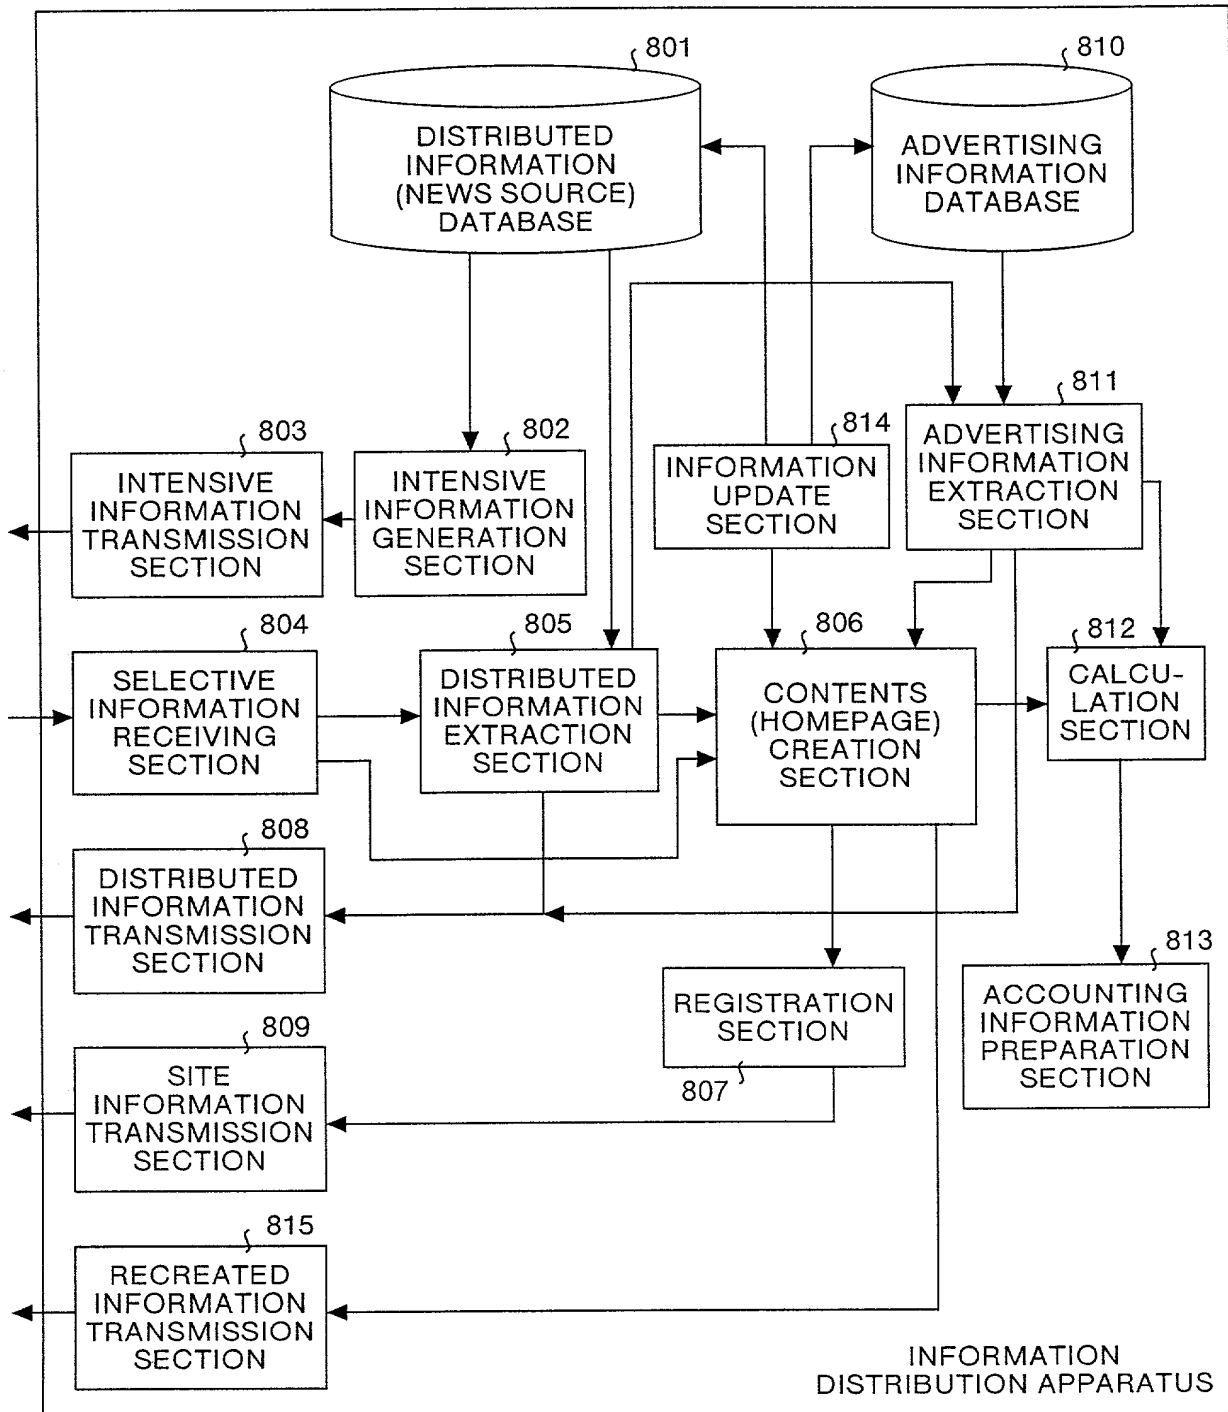 801
DISTRIBUTED
INFORMATION
(NEWS SOURCE)
DATABASE
810
ADVERTISING
INFORMATION
DATABASE
803
INTENSIVE
INFORMATION
TRANSMISSION
SECTION
802
INTENSIVE
INFORMATION
GENERATION
SECTION
814
INFORMATION
UPDATE
SECTION
811
ADVERTISING
INFORMATION
EXTRACTION
SECTION
804
SELECTIVE
INFORMATION
RECEIVING
SECTION
805
DISTRIBUTED
INFORMATION
EXTRACTION
SECTION
806
CONTENTS
(HOMEPAGE)
CREATION
SECTION
812
CALCU-
LATION
SECTION
808
DISTRIBUTED
INFORMATION
TRANSMISSION
SECTION
REGISTRATION
SECTION
807
813
ACCOUNTING
INFORMATION
PREPARATION
SECTION
809
SITE
INFORMATION
TRANSMISSION
SECTION
815
RECREATED
INFORMATION
TRANSMISSION
SECTION
INFORMATION
DISTRIBUTION APPARATUS